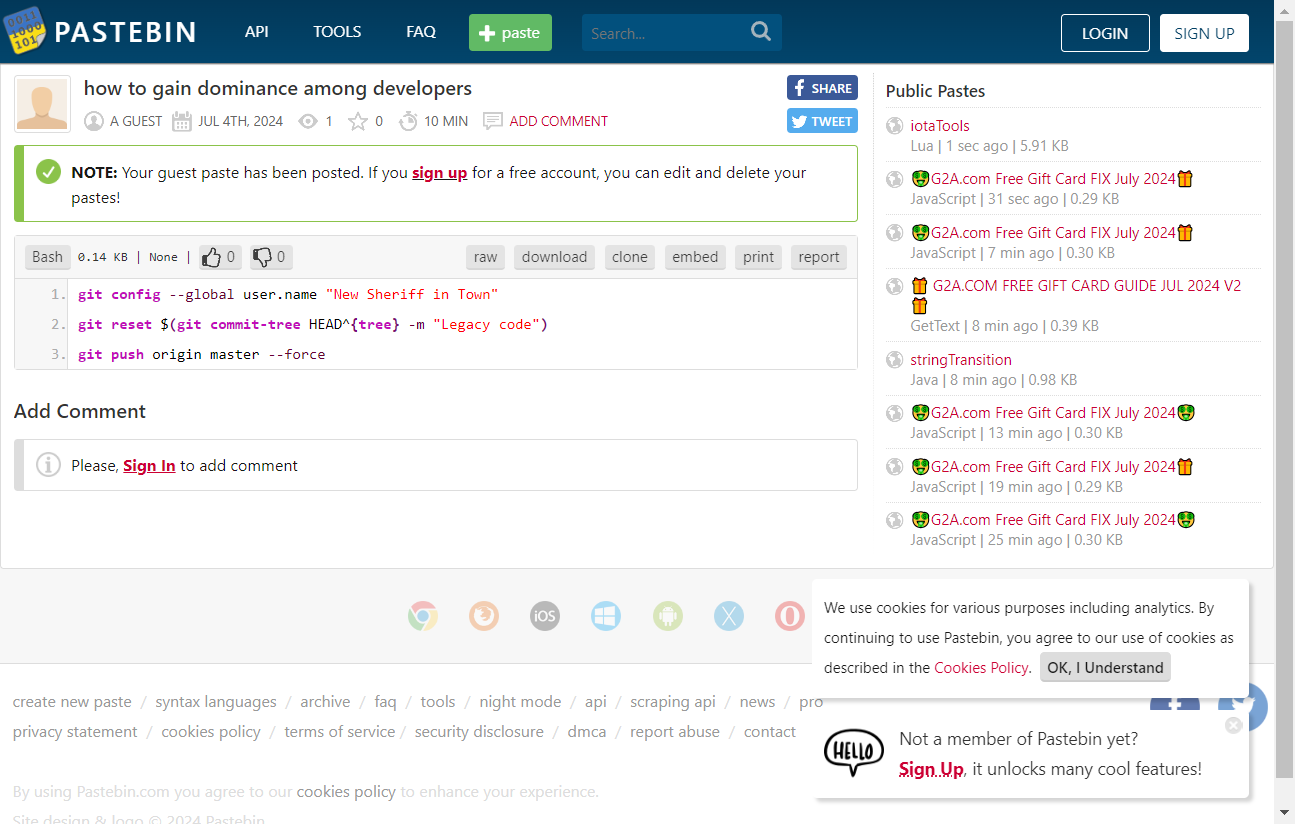 PASTEBIN
API
TOOLS
FAQ
paste
Search...
LOGIN
SIGN UP
how to gain dominance among developers
A GUEST JUL 4TH, 2024 1 0 10 MIN ADD COMMENT
SHARE
TWEET
NOTE: Your guest paste has been posted. If you sign up for a free account, you can edit and delete your
pastes!
Bash 0.14 KB | None | 0 0
raw download clone embed print report
1. git config --global user.name "New Sheriff in Town"
2. git reset $(git commit-tree HEAD^{tree} -m "Legacy code")
3. git push origin master --force
Add Comment
Please, Sign In to add comment
Public Pastes
iotaTools
Lua | 1 sec ago | 5.91 KB
🤑G2A.com Free Gift Card FIX July 2024🎁
JavaScript | 31 sec ago | 0.29 KB
🤑G2A.com Free Gift Card FIX July 2024🎁
JavaScript | 7 min ago | 0.30 KB
🎁 G2A.COM FREE GIFT CARD GUIDE JUL 2024 V2
🎁
GetText | 8 min ago | 0.39 KB
stringTransition
Java | 8 min ago | 0.98 KB
🤑G2A.com Free Gift Card FIX July 2024🤑
JavaScript | 13 min ago | 0.30 KB
🤑G2A.com Free Gift Card FIX July 2024🎁
JavaScript | 19 min ago | 0.29 KB
🤑G2A.com Free Gift Card FIX July 2024🤑
JavaScript | 25 min ago | 0.30 KB
iOS
We use cookies for various purposes including analytics. By
continuing to use Pastebin, you agree to our use of cookies as
described in the Cookies Policy. OK, I Understand
create new paste / syntax languages / archive / faq / tools / night mode / api / scraping api / news / pro
privacy statement / cookies policy / terms of service / security disclosure / dmca / report abuse / contact
HELLO
Not a member of Pastebin yet?
Sign Up, it unlocks many cool features!
By using Pastebin.com you agree to our cookies policy to enhance your experience.
Site design & logo © 2024 Pastebin